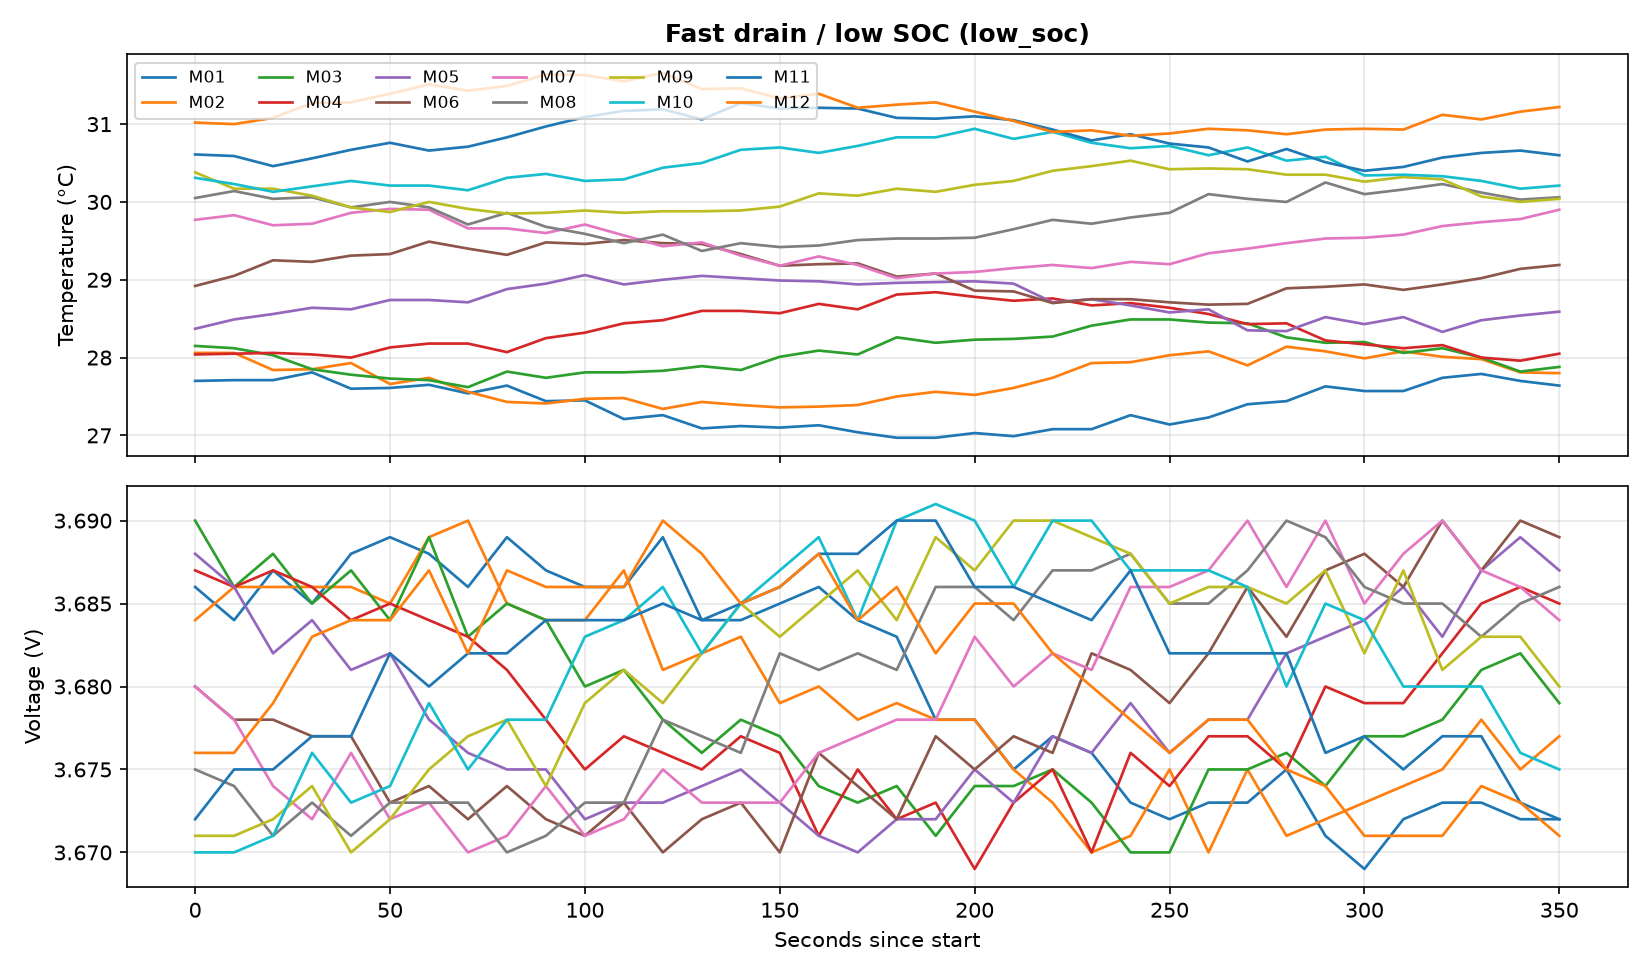 Fast drain / low SOC (low_soc)
M01 M03 M05 M07 M09 M11
M02 M04 M06 M08 M10 M12
Temperature (°C)
31
30
29
28
27
Voltage (V)
3.690
3.685
3.680
3.675
3.670
0 50 100 150 200 250 300 350
Seconds since start